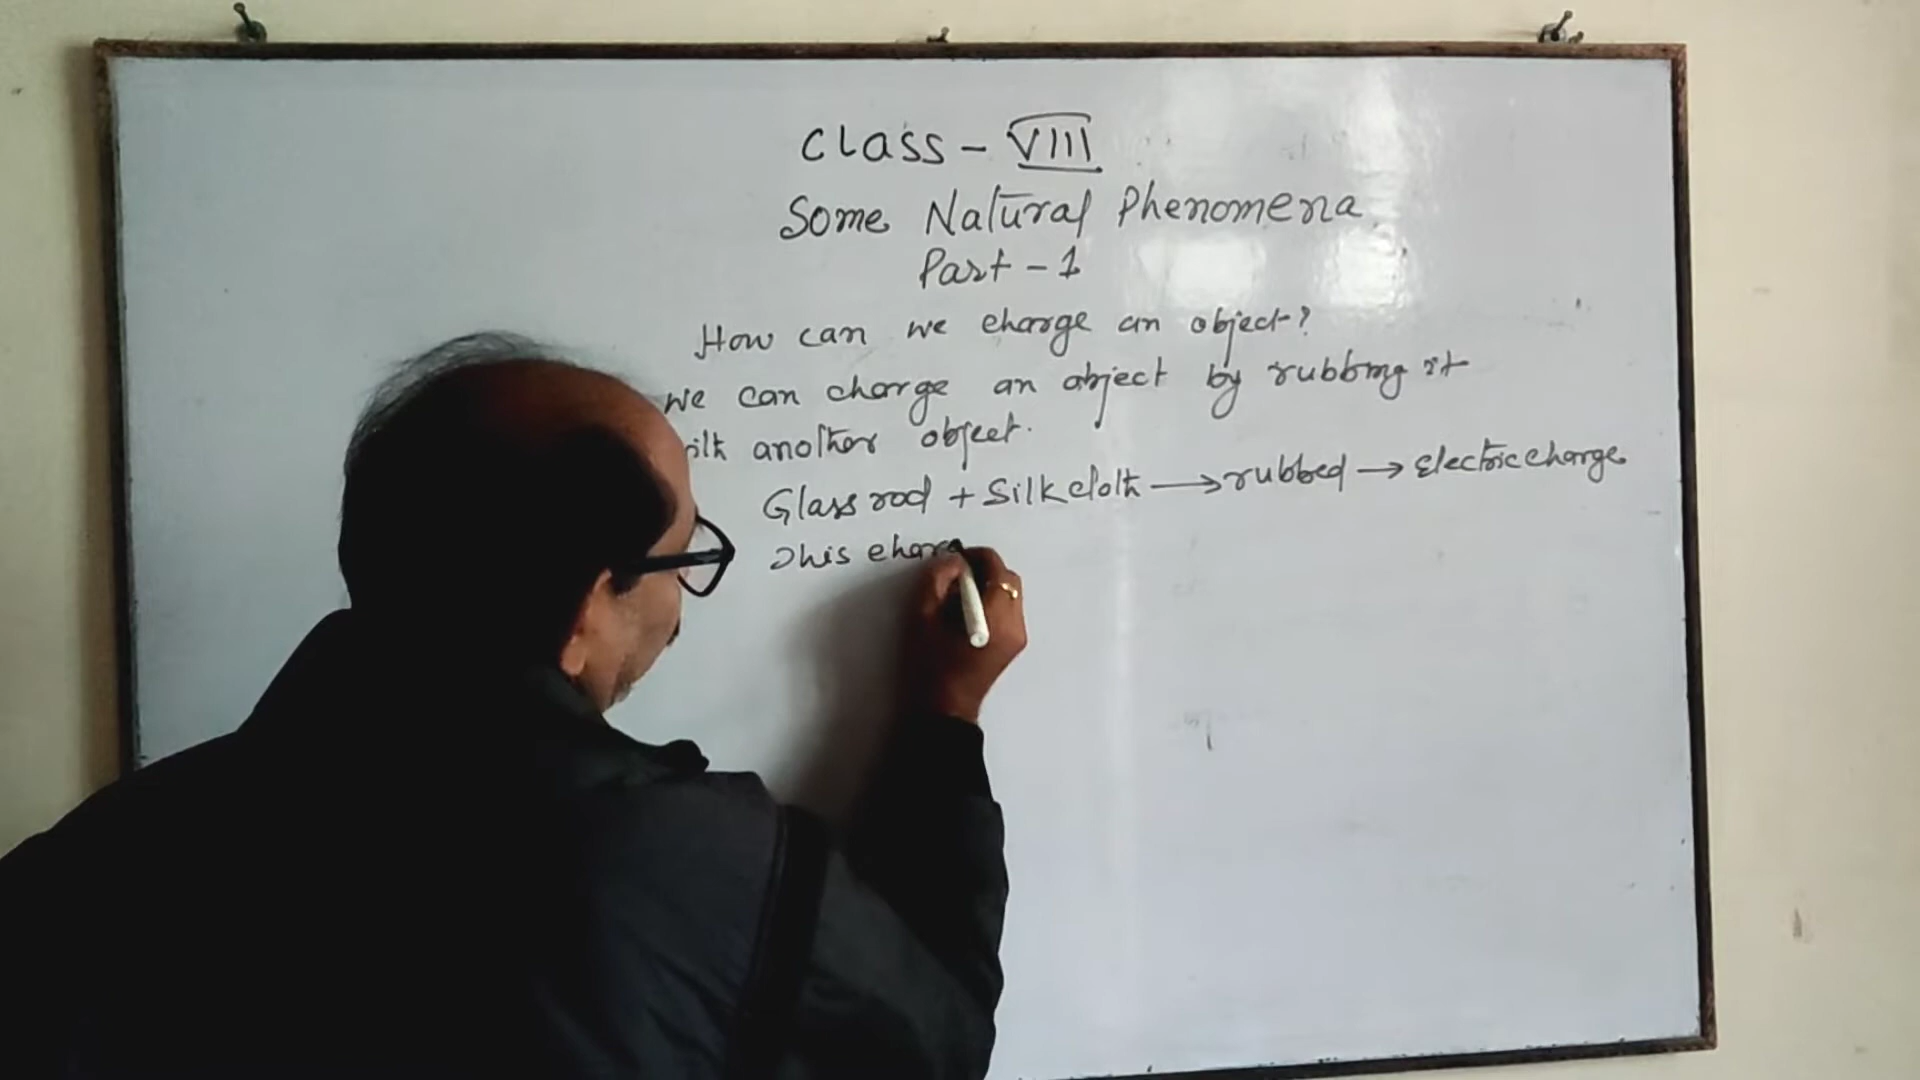 Class - VIII
Some Natural Phenomena
Part - 1
How can we charge an object?
We can charge an object by rubbing it
with another object.
Glass rod + Silk cloth → rubbed → Electric charge
This charg